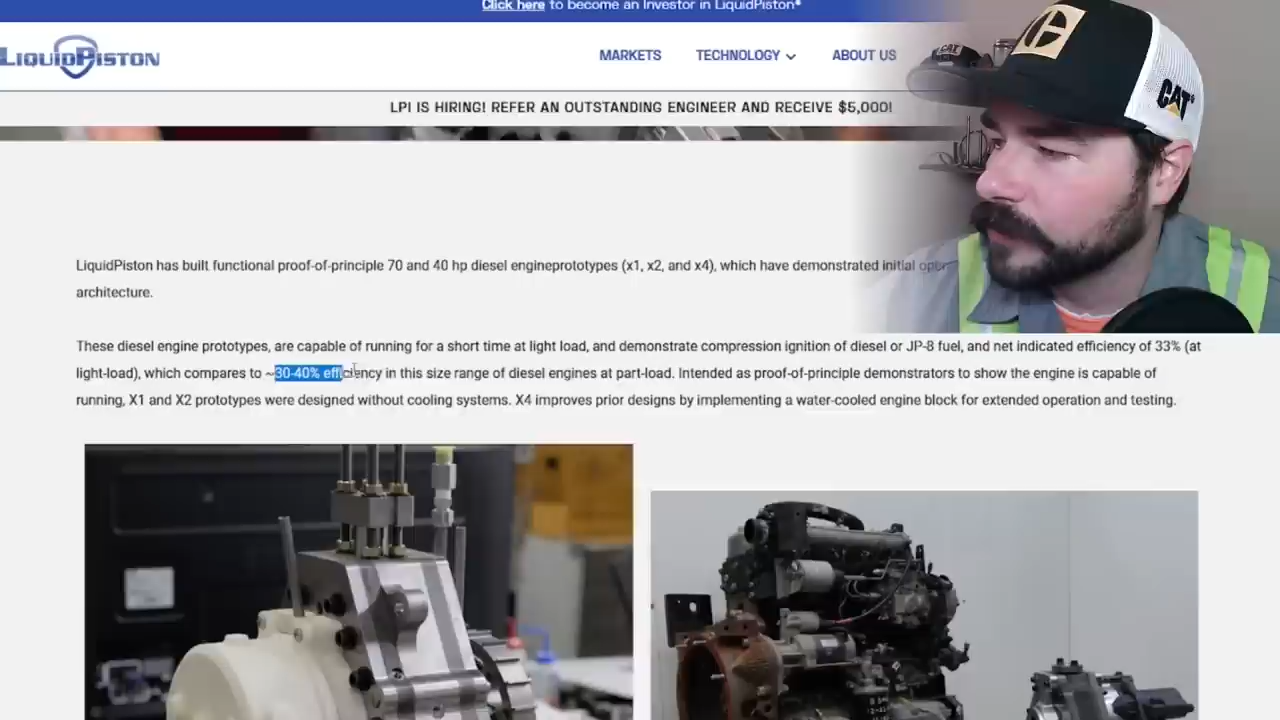 Click here to become an Investor in LiquidPiston®
LIQUIDPISTON
MARKETS TECHNOLOGY ABOUT US
LPI IS HIRING! REFER AN OUTSTANDING ENGINEER AND RECEIVE $5,000!
CAT
CAT
LiquidPiston has built functional proof-of-principle 70 and 40 hp diesel engineprototypes (x1, x2, and x4), which have demonstrated initial
architecture.
These diesel engine prototypes, are capable of running for a short time at light load, and demonstrate compression ignition of diesel or JP-8 fuel, and net indicated efficiency of 33% (at
light-load), which compares to ~30-40% efficiency in this size range of diesel engines at part-load. Intended as proof-of-principle demonstrators to show the engine is capable of
running, X1 and X2 prototypes were designed without cooling systems. X4 improves prior designs by implementing a water-cooled engine block for extended operation and testing.